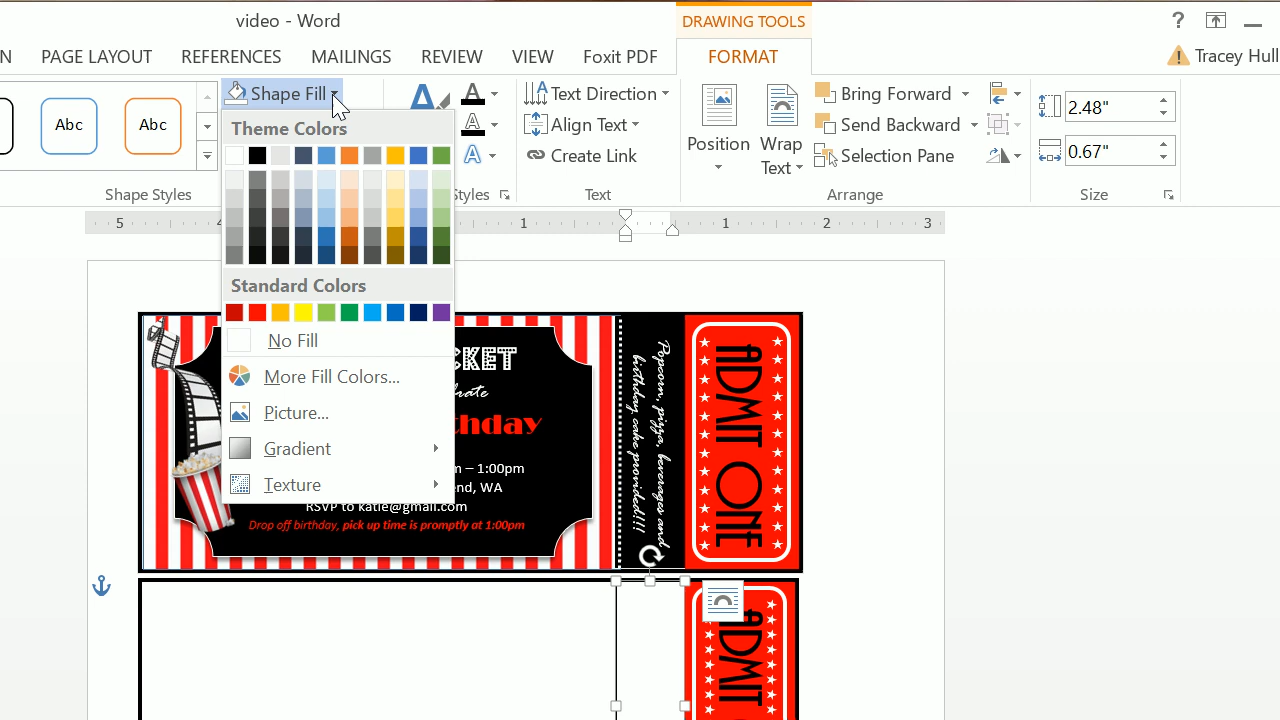 video - Word
DRAWING TOOLS
?
N PAGE LAYOUT REFERENCES MAILINGS REVIEW VIEW Foxit PDF FORMAT Tracey Hull
Shape Fill
Theme Colors
Standard Colors
No Fill
More Fill Colors...
Picture...
Gradient
Texture
Abc Abc
Shape Styles
A A A A
Styles
Text Direction
Align Text
Create Link
Text
Position
Wrap
Text
Bring Forward
Send Backward
Selection Pane
Arrange
2.48"
0.67"
Size
5 1 1 2 3
CKET
rate
hday
m – 1:00pm
end, WA
RSVP to katie@gmail.com
Drop off birthday, pick up time is promptly at 1:00pm
Popcorn, pizza, beverages and
birthday cake provided!!!!
ADMIT ONE
ADMIT